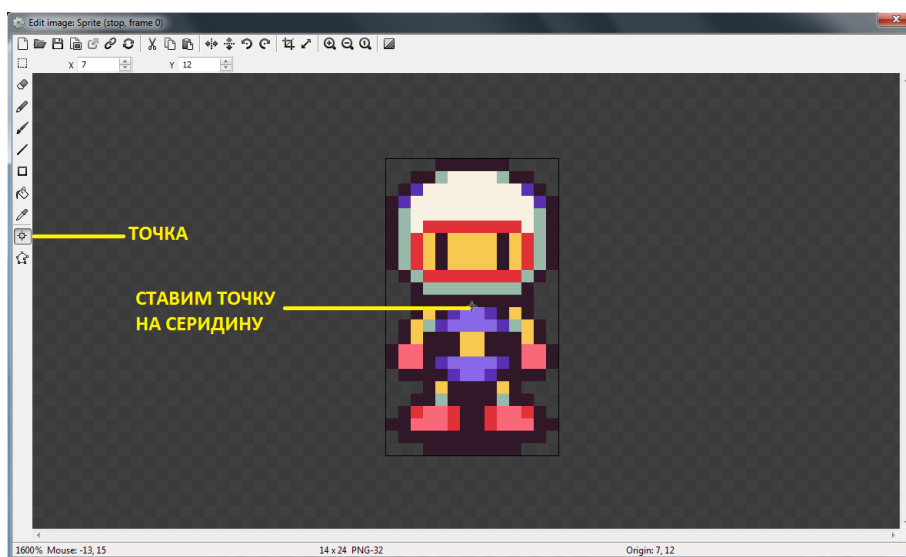 Edit image: Sprite (stop, frame 0)
X 7 Y 12
ТОЧКА
СТАВИМ ТОЧКУ
НА СЕРИДИНУ
1600% Mouse: -13, 15 14 x 24 PNG-32 Origin: 7, 12